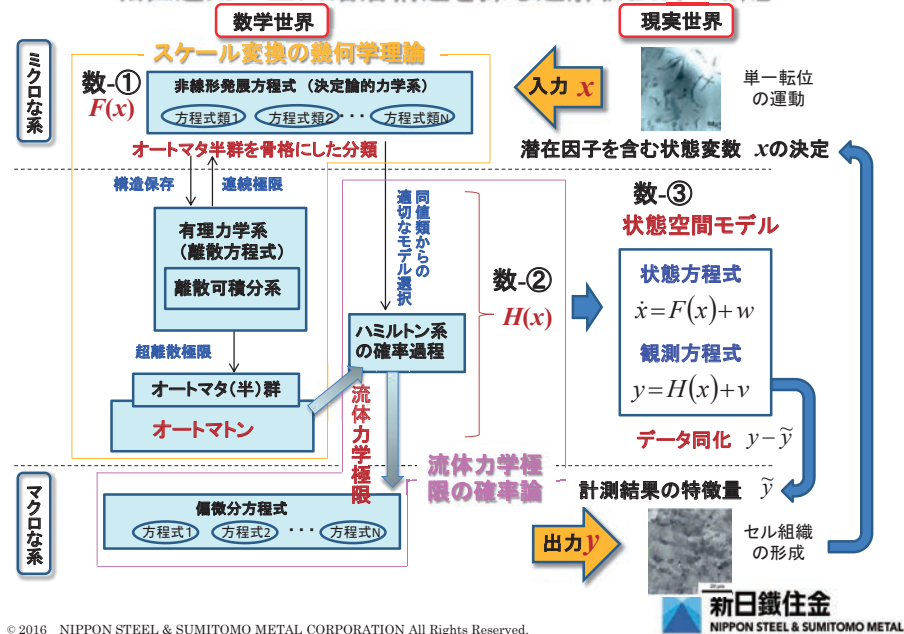 数学世界
現実世界
ミクロな系
スケール変換の幾何学理論
数-①
F(x)
非線形発展方程式（決定論的力学系）
方程式類1
方程式類2
・・・
方程式類N
オートマタ半群を骨格にした分類
入力 x
単一転位
の運動
潜在因子を含む状態変数 xの決定
構造保存
連続極限
有理力学系
(離散方程式)
離散可積分系
同値類からの
適切なモデル選択
数-②
H(x)
数-③
状態空間モデル
状態方程式
ẋ=F(x)+w
観測方程式
y=H(x)+v
ハミルトン系
の確率過程
超離散極限
オートマタ(半)群
オートマトン
流体力学極限
データ同化 y−ỹ
流体力学極
限の確率論
計測結果の特徴量 ỹ
マクロな系
偏微分方程式
方程式1
方程式2
・・・
方程式N
出力y
セル組織
の形成
新日鐵住金
NIPPON STEEL & SUMITOMO METAL
© 2016 NIPPON STEEL & SUMITOMO METAL CORPORATION All Rights Reserved.